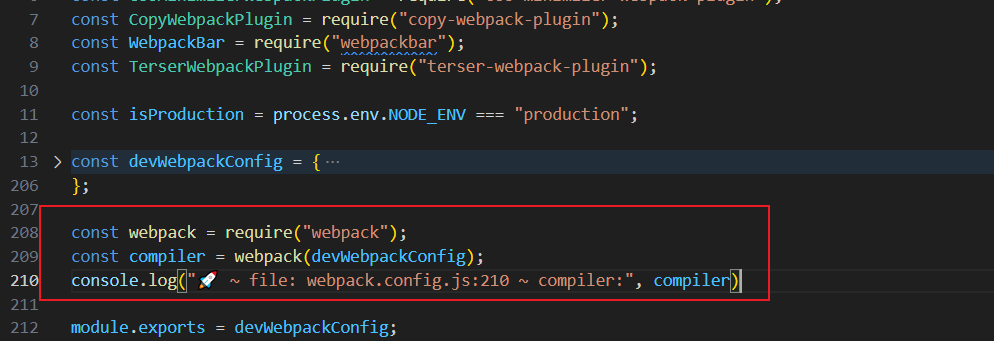 6
7 const CopyWebpackPlugin = require("copy-webpack-plugin");
8 const WebpackBar = require("webpackbar");
9 const TerserWebpackPlugin = require("terser-webpack-plugin");
10
11 const isProduction = process.env.NODE_ENV === "production";
12
13 const devWebpackConfig = { ···
206 };
207
208 const webpack = require("webpack");
209 const compiler = webpack(devWebpackConfig);
210 console.log("🚀 ~ file: webpack.config.js:210 ~ compiler:", compiler)
211
212 module.exports = devWebpackConfig;